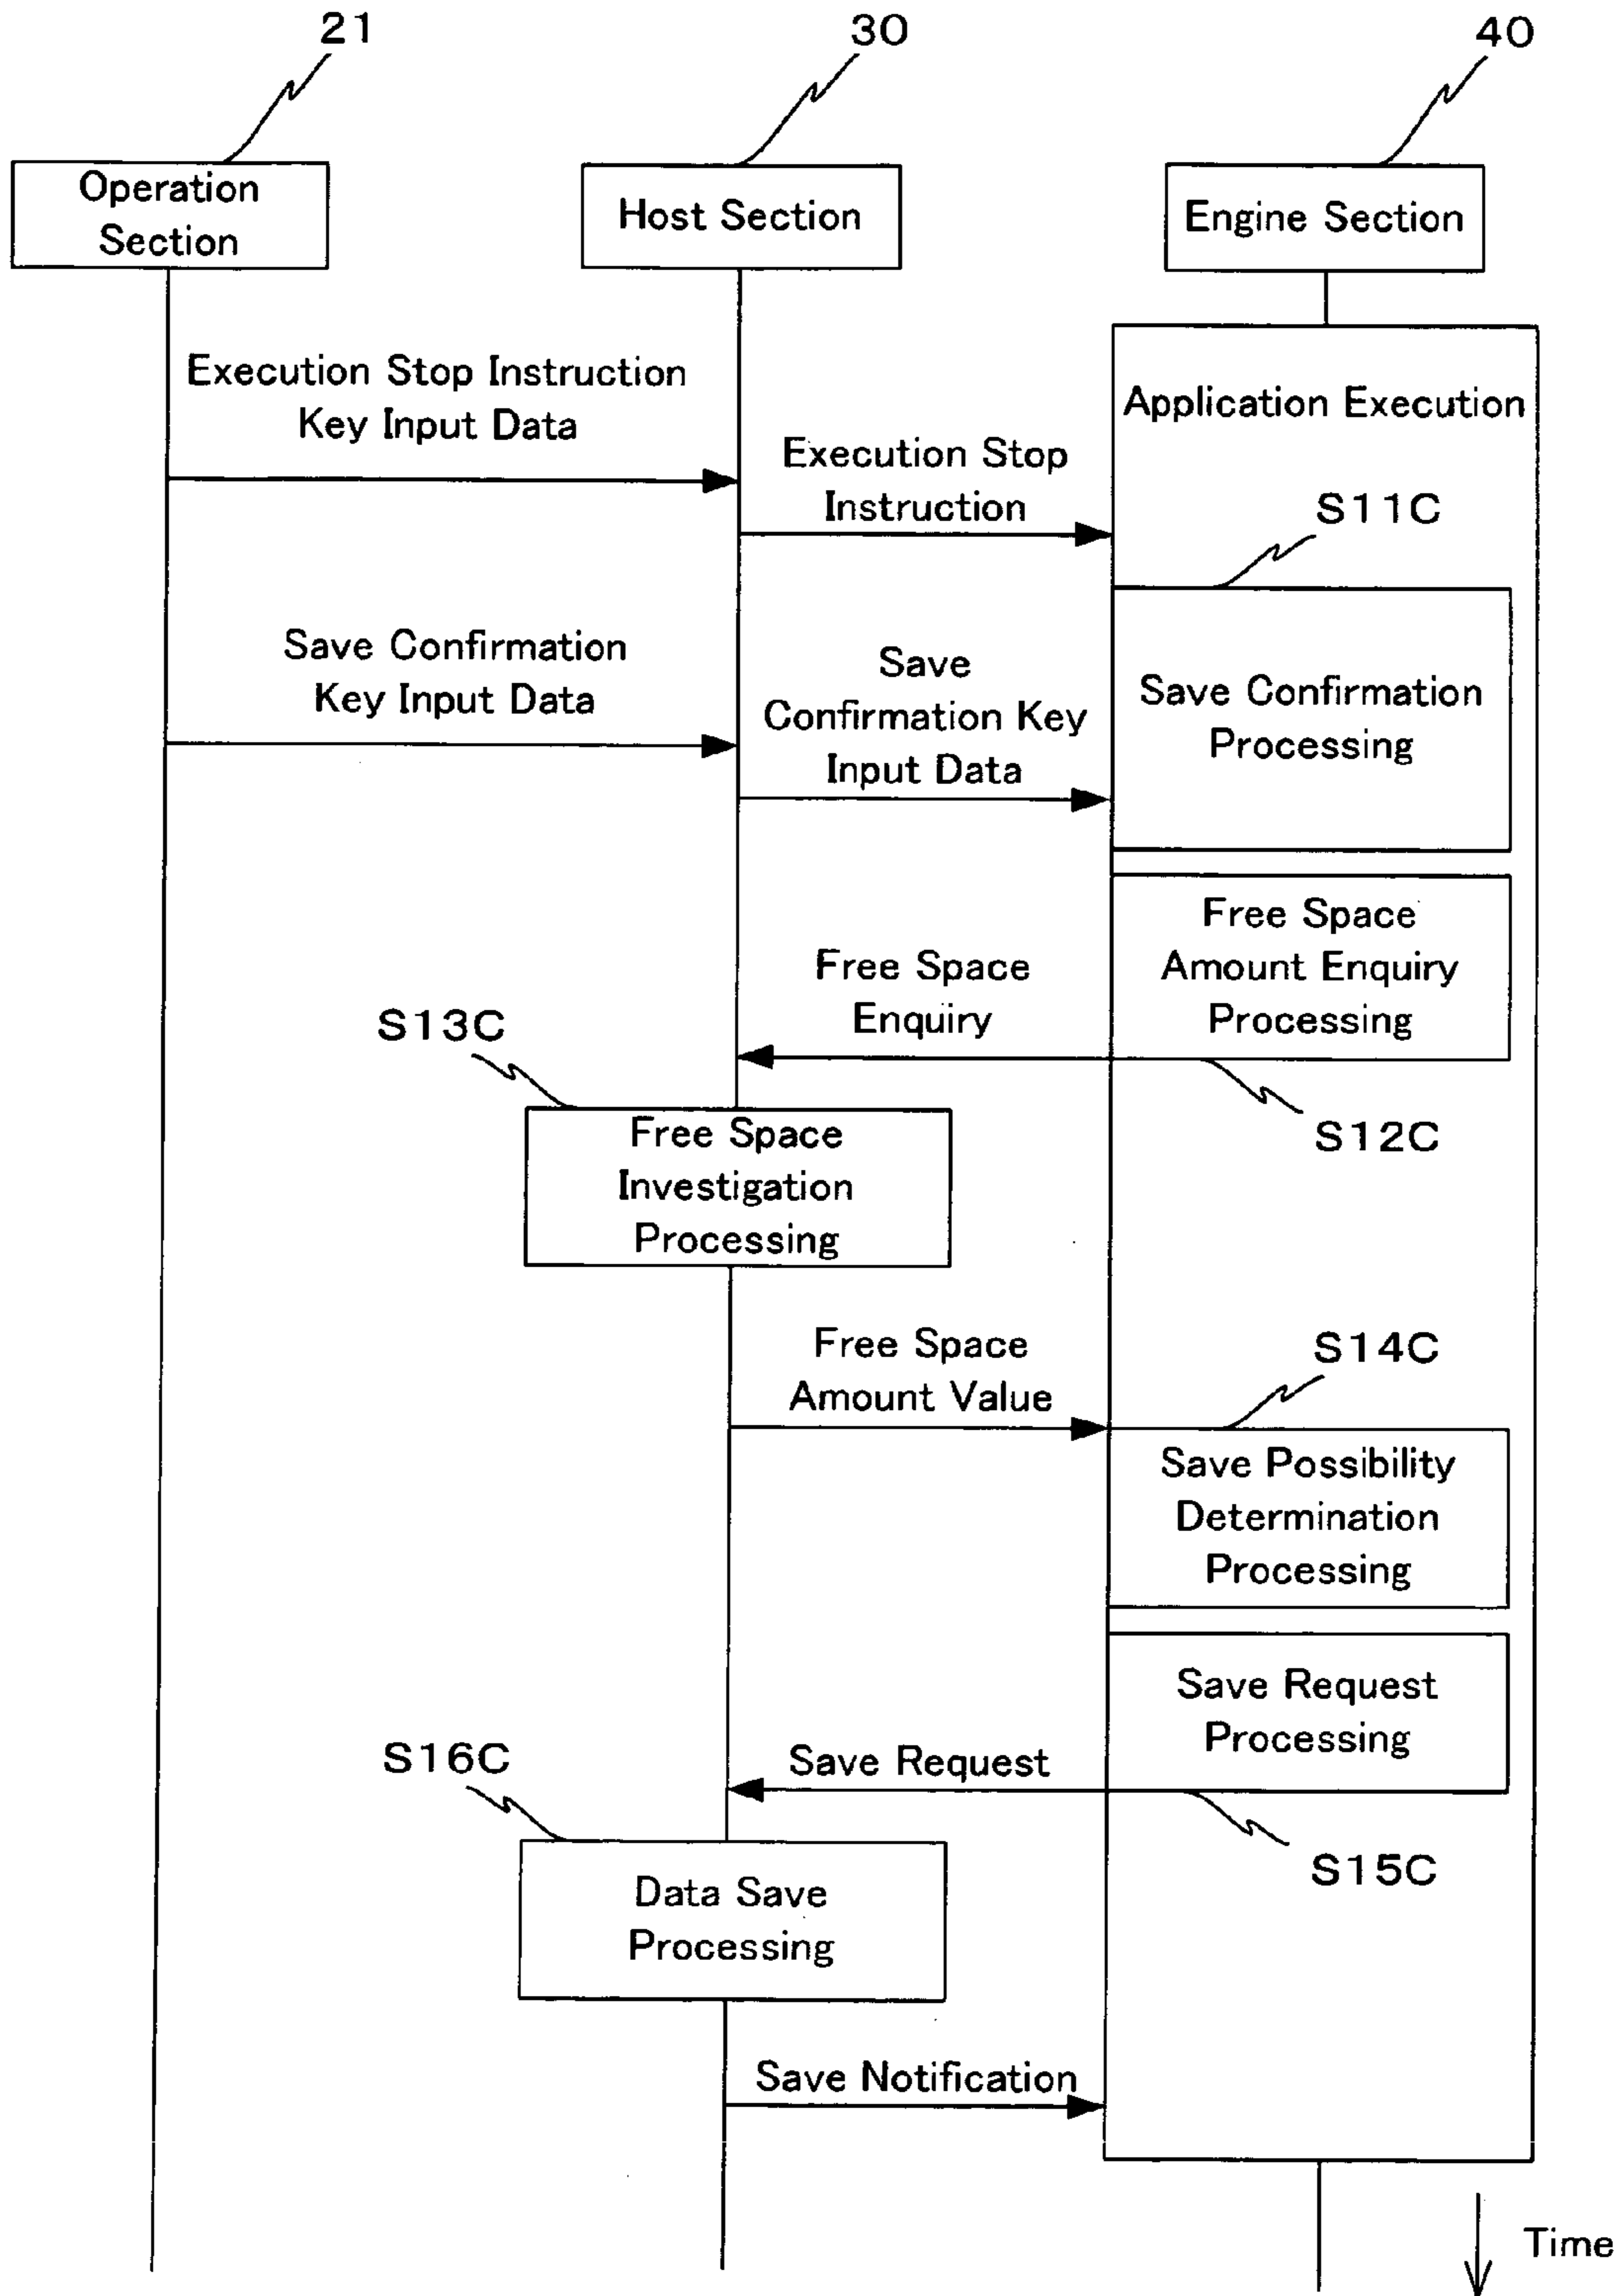 21
30
40
Operation
Section
Host Section
Engine Section
Execution Stop Instruction
Key Input Data
Application Execution
Execution Stop
Instruction
S11C
Save Confirmation
Key Input Data
Save
Confirmation Key
Input Data
Save Confirmation
Processing
Free Space
Amount Enquiry
Processing
Free Space
Enquiry
S13C
S12C
Free Space
Investigation
Processing
Free Space
Amount Value
S14C
Save Possibility
Determination
Processing
Save Request
Processing
Save Request
S16C
S15C
Data Save
Processing
Save Notification
Time